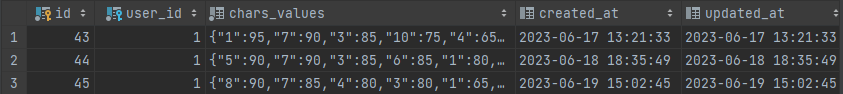 id user_id chars_values created_at updated_at
1 43 1 {"1":95,"7":90,"3":85,"10":75,"4":65… 2023-06-17 13:21:33 2023-06-17 13:21:33
2 44 1 {"5":90,"7":90,"3":85,"6":85,"1":80,… 2023-06-18 18:35:49 2023-06-18 18:35:49
3 45 1 {"8":90,"7":85,"4":80,"3":80,"1":65,… 2023-06-19 15:02:45 2023-06-19 15:02:45